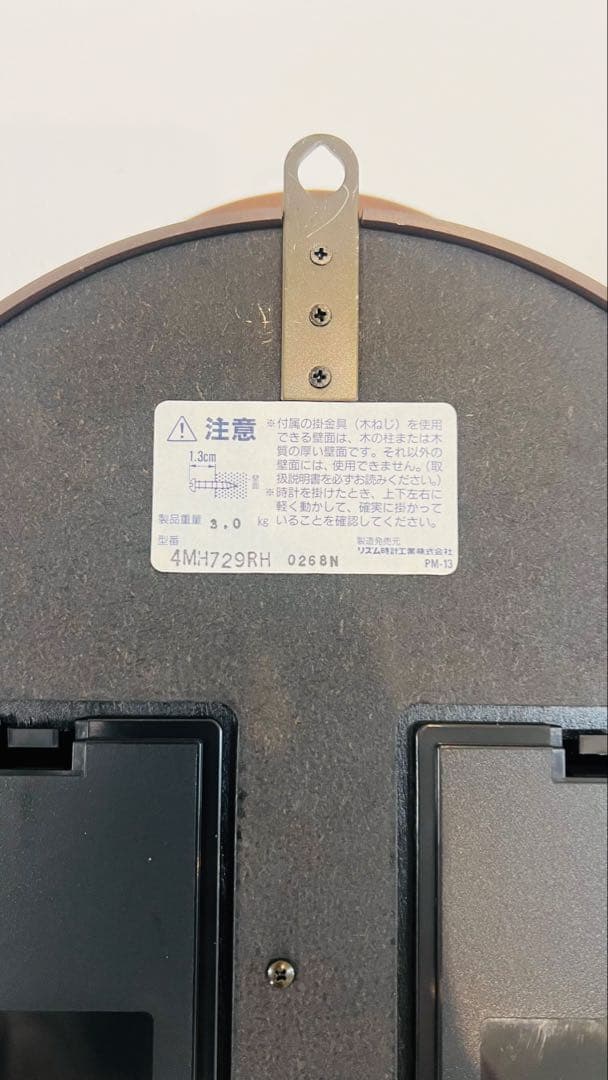 注意
1.3cm
壁面
※付属の掛金具（木ねじ）を使用
できる壁面は、木の柱または木
質の厚い壁面です。それ以外の
壁面には、使用できません。（取
扱説明書を必ずお読みください。）
※時計を掛けたとき、上下左右に
軽く動かして、確実に掛かって
いることを確認してください。
製品重量 3.0 kg
型番
4MH729RH 0268N
製造発売元
リズム時計工業株式会社
PM-13